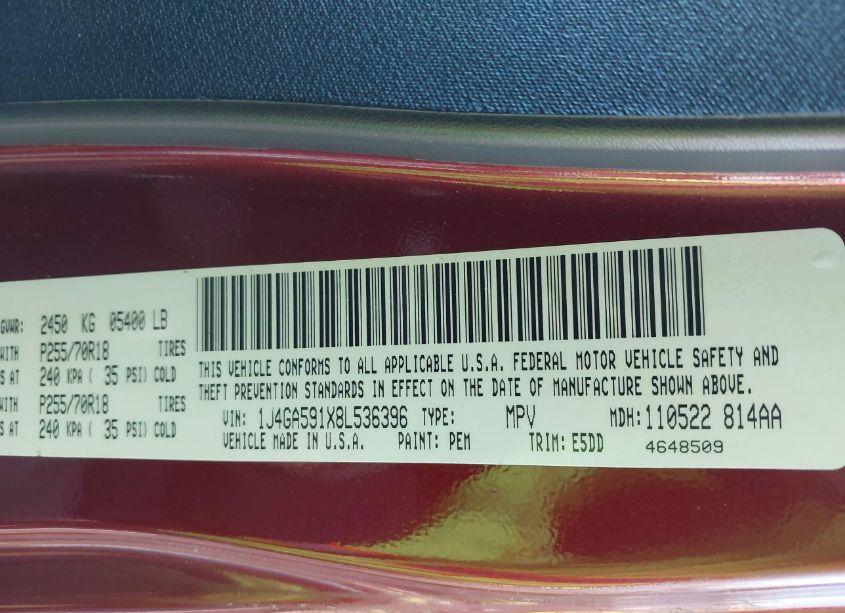 GVWR: 2450 KG 05400 LB
WITH P255/70R18 TIRES
S AT 240 KPA ( 35 PSI) COLD
WITH P255/70R18 TIRES
S AT 240 KPA ( 35 PSI) COLD
THIS VEHICLE CONFORMS TO ALL APPLICABLE U.S.A. FEDERAL MOTOR VEHICLE SAFETY AND
THEFT PREVENTION STANDARDS IN EFFECT ON THE DATE OF MANUFACTURE SHOWN ABOVE.
VIN: 1J4GA591X8L536396 TYPE: MPV MDH: 110522 814AA
VEHICLE MADE IN U.S.A. PAINT: PEM TRIM: E5DD 4648509